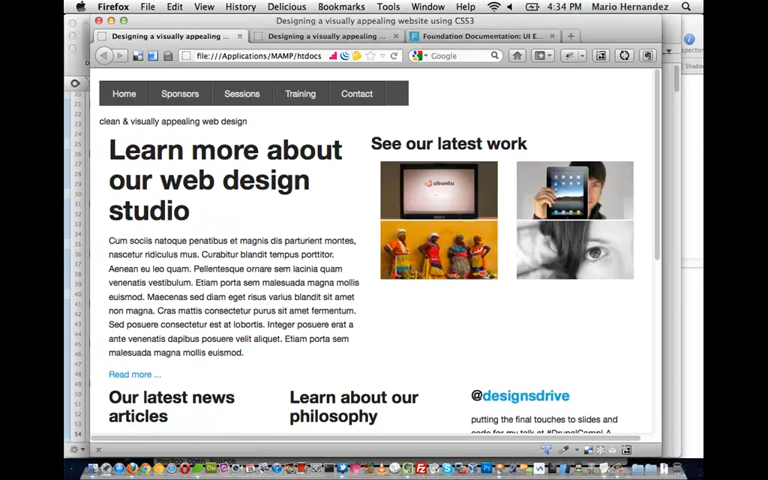 Firefox File Edit View History Delicious Bookmarks Tools Window Help 4:34 PM Mario Hernandez
Designing a visually appealing website using CSS3
Designing a visually appealing ... Designing a visually appealing ... Foundation Documentation: UI E...
file:///Applications/MAMP/htdocs Google
Home Sponsors Sessions Training Contact
clean & visually appealing web design
Learn more about
our web design
studio
Cum sociis natoque penatibus et magnis dis parturient montes,
nascetur ridiculus mus. Curabitur blandit tempus porttitor.
Aenean eu leo quam. Pellentesque ornare sem lacinia quam
venenatis vestibulum. Etiam porta sem malesuada magna mollis
euismod. Maecenas sed diam eget risus varius blandit sit amet
non magna. Cras mattis consectetur purus sit amet fermentum.
Sed posuere consectetur est at lobortis. Integer posuere erat a
ante venenatis dapibus posuere velit aliquet. Etiam porta sem
malesuada magna mollis euismod.
Read more ...
See our latest work
ubuntu
Our latest news
articles
Learn about our
philosophy
@designsdrive
putting the final touches to slides and